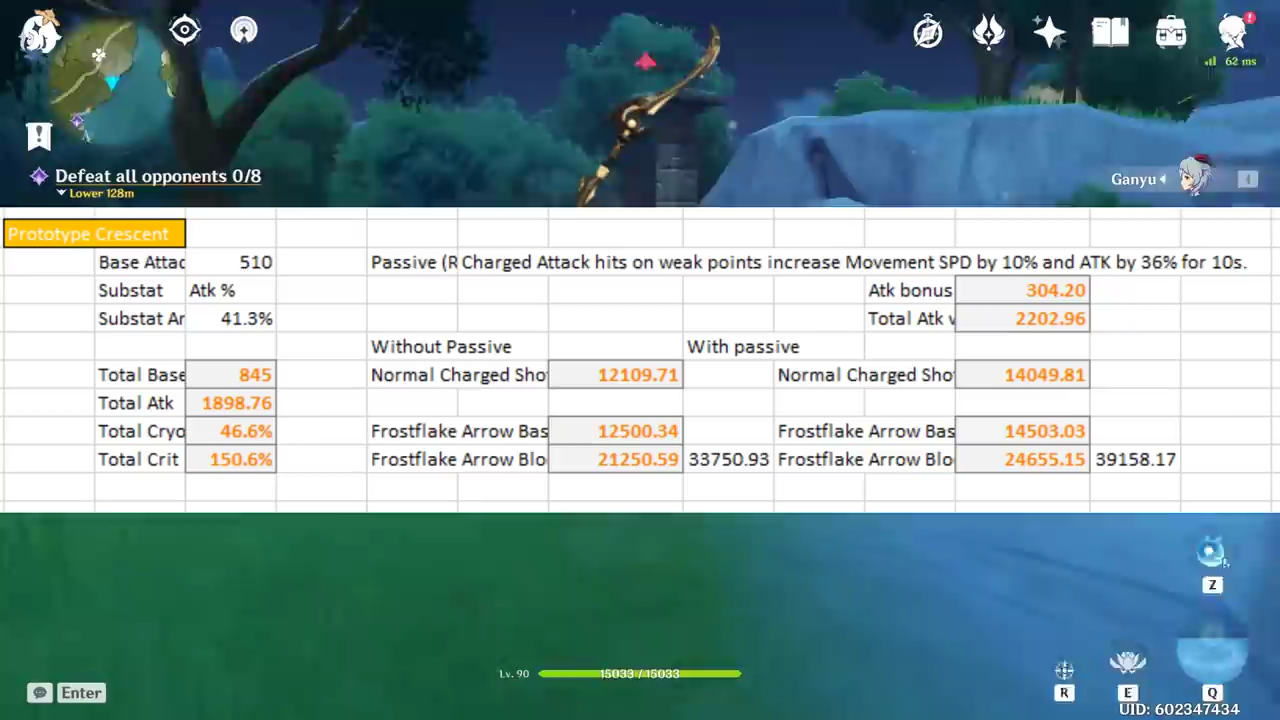 62 ms
Defeat all opponents 0/8
Lower 128m
Ganyu
4
Prototype Crescent
Base Attac 510 Passive (R Charged Attack hits on weak points increase Movement SPD by 10% and ATK by 36% for 10s.
Substat Atk % Atk bonus 304.20
Substat Ar 41.3% Total Atk v 2202.96
Without Passive With passive
Total Base 845 Normal Charged Sho 12109.71 Normal Charged Sho 14049.81
Total Atk 1898.76
Total Cryo 46.6% Frostflake Arrow Bas 12500.34 Frostflake Arrow Bas 14503.03
Total Crit 150.6% Frostflake Arrow Blo 21250.59 33750.93 Frostflake Arrow Blo 24655.15 39158.17
Z
Lv. 90 15033 / 15033
Enter R E Q
UID: 602347434